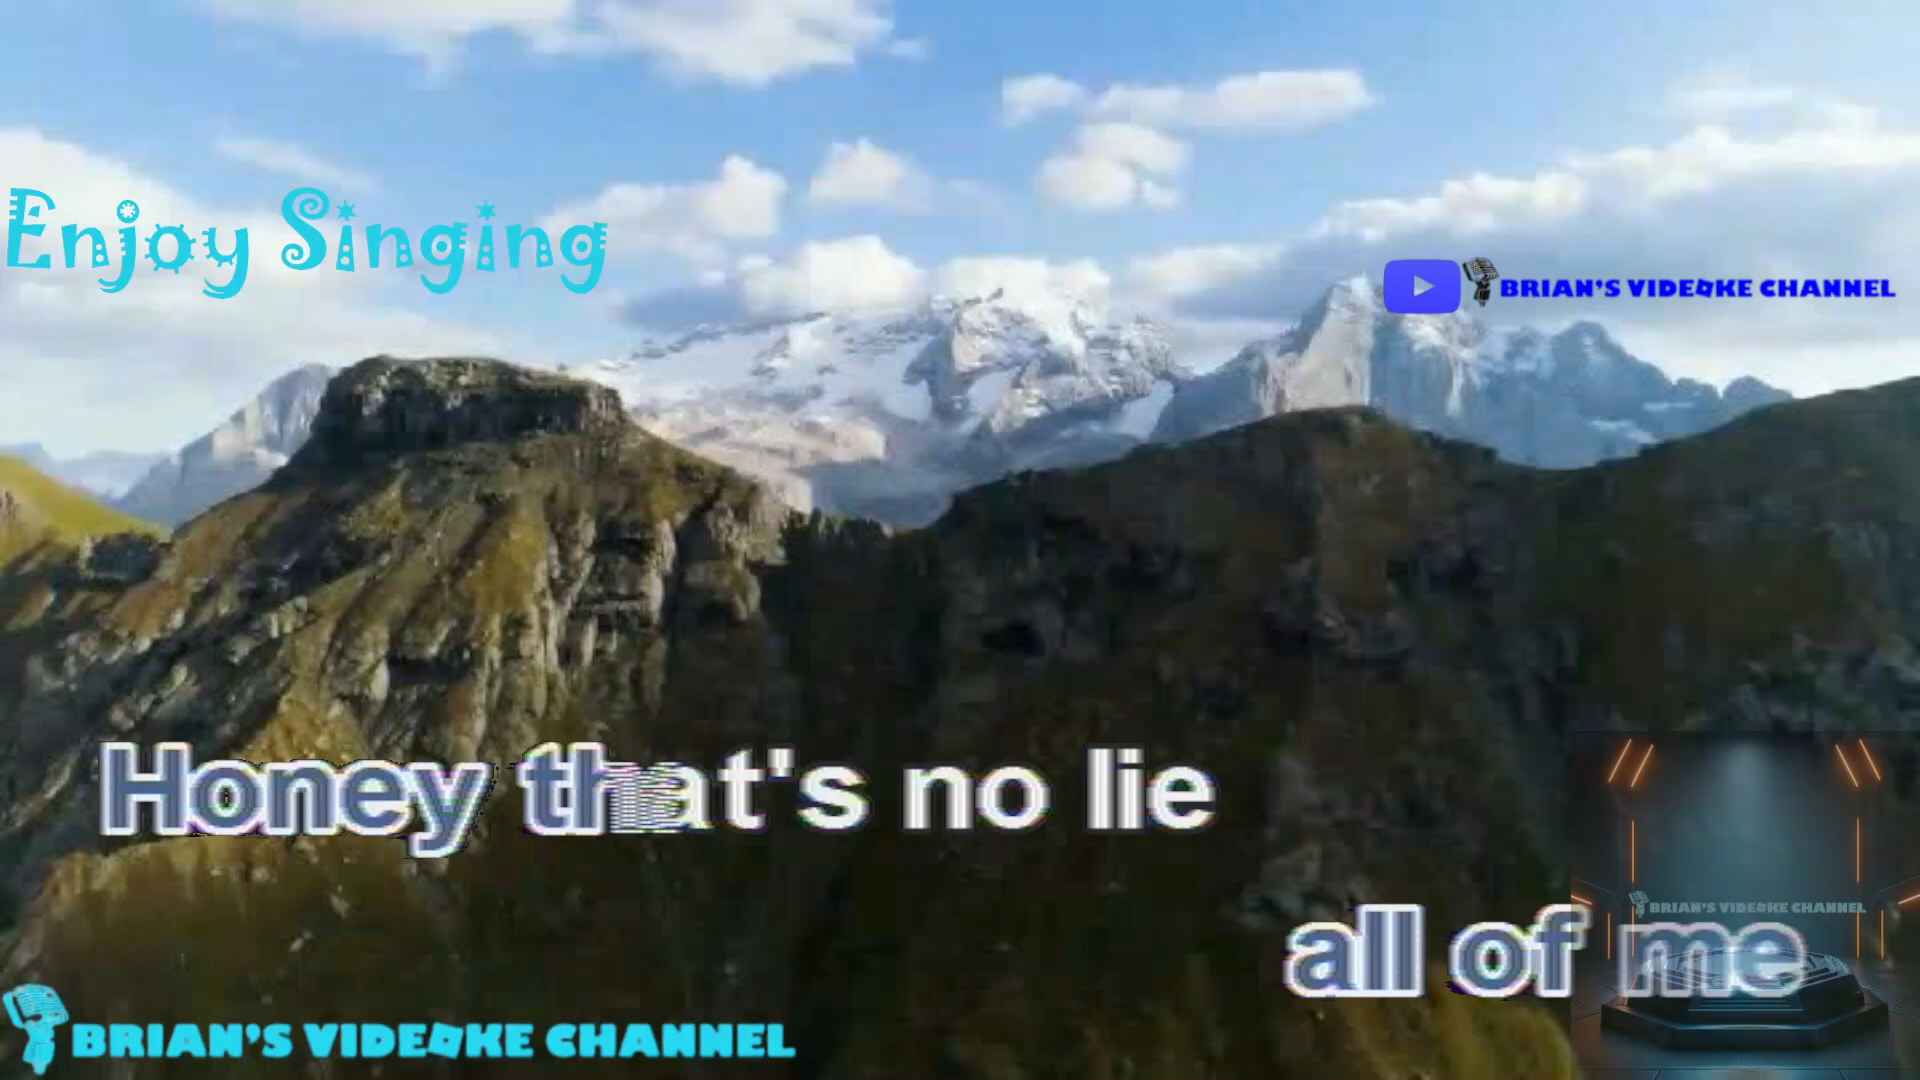 Enjoy Singing
BRIAN'S VIDEOKE CHANNEL
Honey that's no lie
BRIAN'S VIDEOKE CHANNEL
all of me
BRIAN'S VIDEOKE CHANNEL